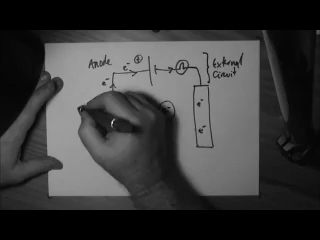 Anode
e⁻
+
External
Circuit
e⁻
e⁻
e⁻